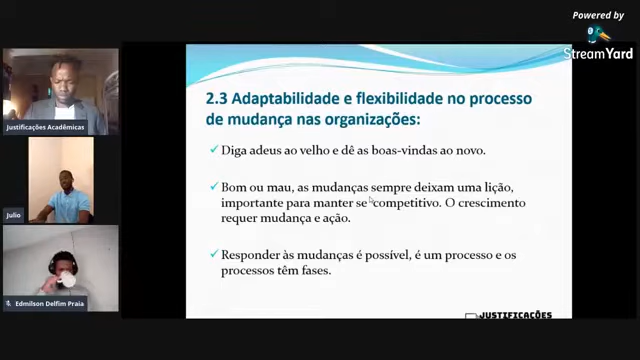 Powered by
StreamYard
2.3 Adaptabilidade e flexibilidade no processo
de mudança nas organizações:
Diga adeus ao velho e dê as boas-vindas ao novo.
Bom ou mau, as mudanças sempre deixam uma lição,
importante para manter se competitivo. O crescimento
requer mudança e ação.
Responder às mudanças é possível, é um processo e os
processos têm fases.
JUSTIFICAÇÕES
Justificações Acadêmicas
Julio
Edmilson Delfim Praia